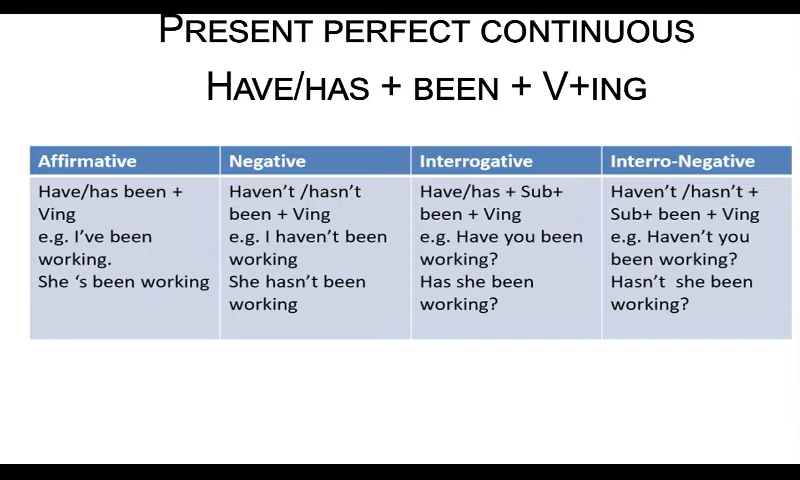 PRESENT PERFECT CONTINUOUS
HAVE/HAS + BEEN + V+ING
Affirmative
Have/has been +
Ving
e.g. I've been
working.
She ‘s been working
Negative
Haven't /hasn't
been + Ving
e.g. I haven't been
working
She hasn't been
working
Interrogative
Have/has + Sub+
been + Ving
e.g. Have you been
working?
Has she been
working?
Interro-Negative
Haven't /hasn't +
Sub+ been + Ving
e.g. Haven't you
been working?
Hasn't  she been
working?